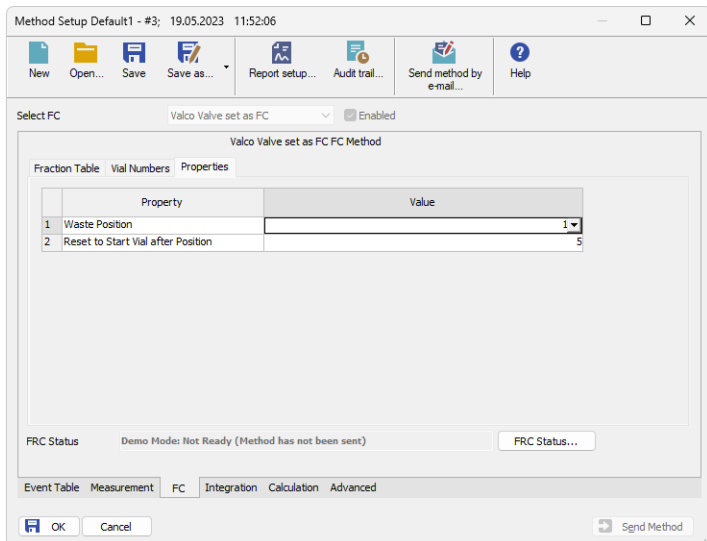 Method Setup Default1 - #3;  19.05.2023  11:52:06
New Open... Save Save as... Report setup... Audit trail... Send method by e-mail... Help
Select FC Valco Valve set as FC Enabled
Valco Valve set as FC FC Method
Fraction Table Vial Numbers Properties
Property Value
1 Waste Position 1
2 Reset to Start Vial after Position 5
FRC Status Demo Mode: Not Ready (Method has not been sent) FRC Status...
Event Table Measurement FC Integration Calculation Advanced
OK Cancel Send Method